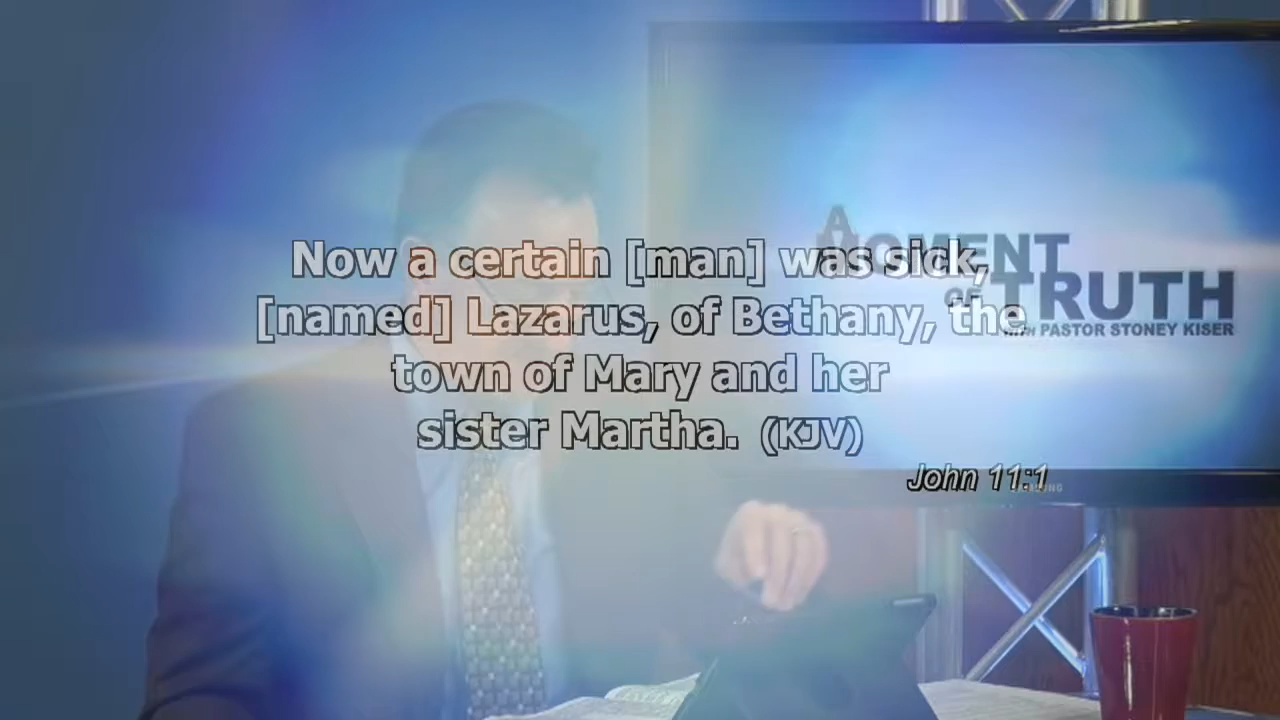 Now a certain [man] was sick,
[named] Lazarus, of Bethany, the
town of Mary and her
sister Martha. (KJV)
John 11:1
A
MOMENT
OF TRUTH
WITH PASTOR STONEY KISER
SAMSUNG